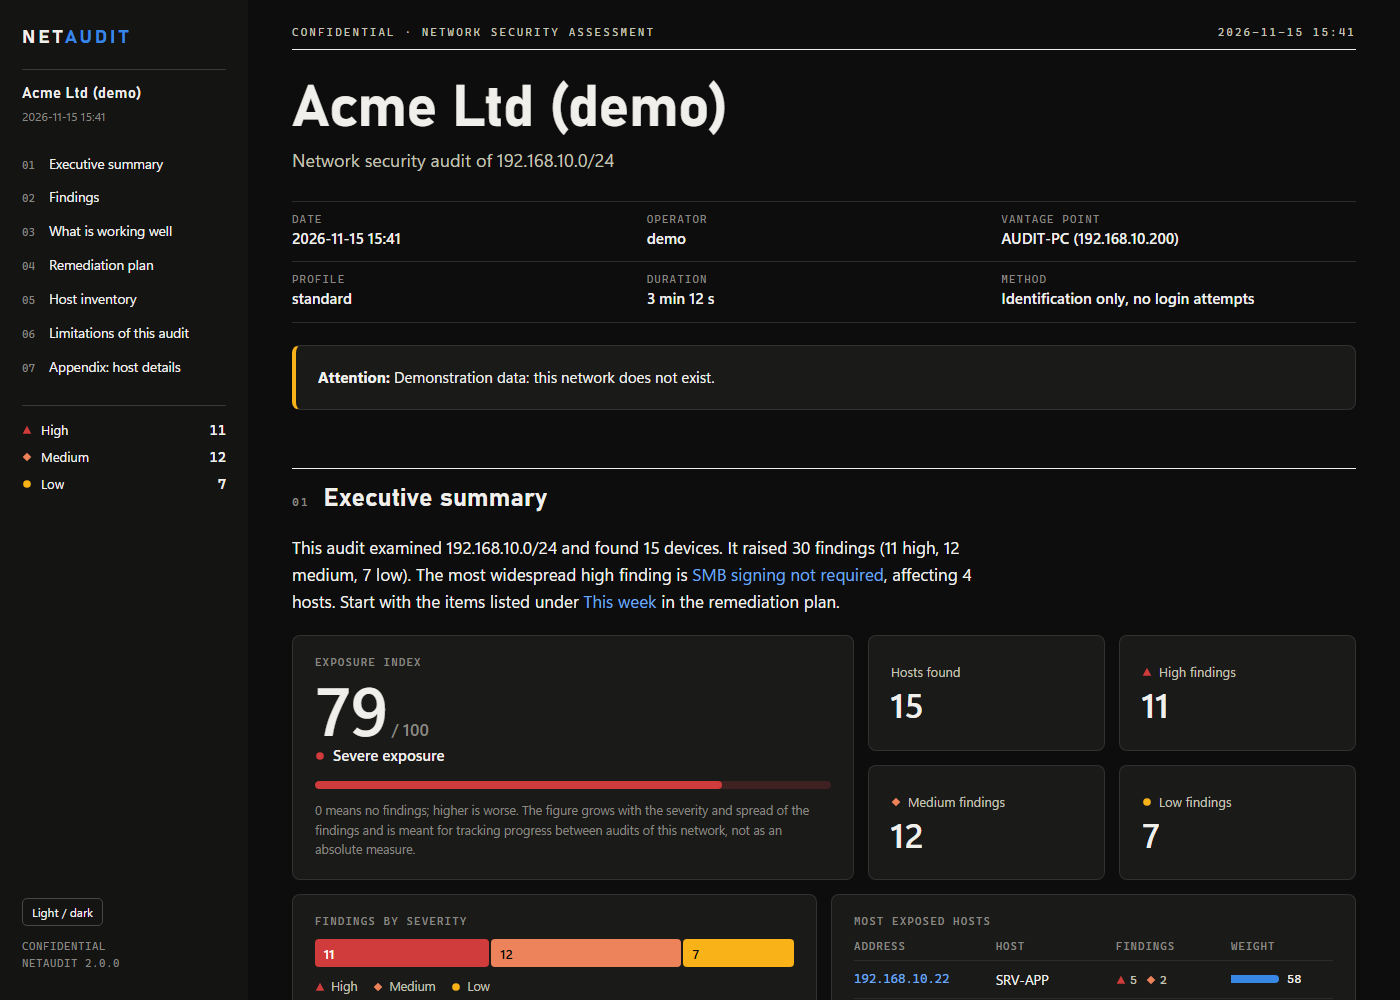 NETAUDIT
Acme Ltd (demo)
2026-11-15 15:41
01 Executive summary
02 Findings
03 What is working well
04 Remediation plan
05 Host inventory
06 Limitations of this audit
07 Appendix: host details
High 11
Medium 12
Low 7
Light / dark
CONFIDENTIAL
NETAUDIT 2.0.0
CONFIDENTIAL · NETWORK SECURITY ASSESSMENT 2026-11-15 15:41
Acme Ltd (demo)
Network security audit of 192.168.10.0/24
DATE OPERATOR VANTAGE POINT
2026-11-15 15:41 demo AUDIT-PC (192.168.10.200)
PROFILE DURATION METHOD
standard 3 min 12 s Identification only, no login attempts
Attention: Demonstration data: this network does not exist.
01 Executive summary
This audit examined 192.168.10.0/24 and found 15 devices. It raised 30 findings (11 high, 12
medium, 7 low). The most widespread high finding is SMB signing not required, affecting 4
hosts. Start with the items listed under This week in the remediation plan.
EXPOSURE INDEX
79 / 100
Severe exposure
0 means no findings; higher is worse. The figure grows with the severity and spread of the
findings and is meant for tracking progress between audits of this network, not as an
absolute measure.
Hosts found
15
High findings
11
Medium findings
12
Low findings
7
FINDINGS BY SEVERITY
11 12 7
High Medium Low
MOST EXPOSED HOSTS
ADDRESS HOST FINDINGS WEIGHT
192.168.10.22 SRV-APP 5 2 58